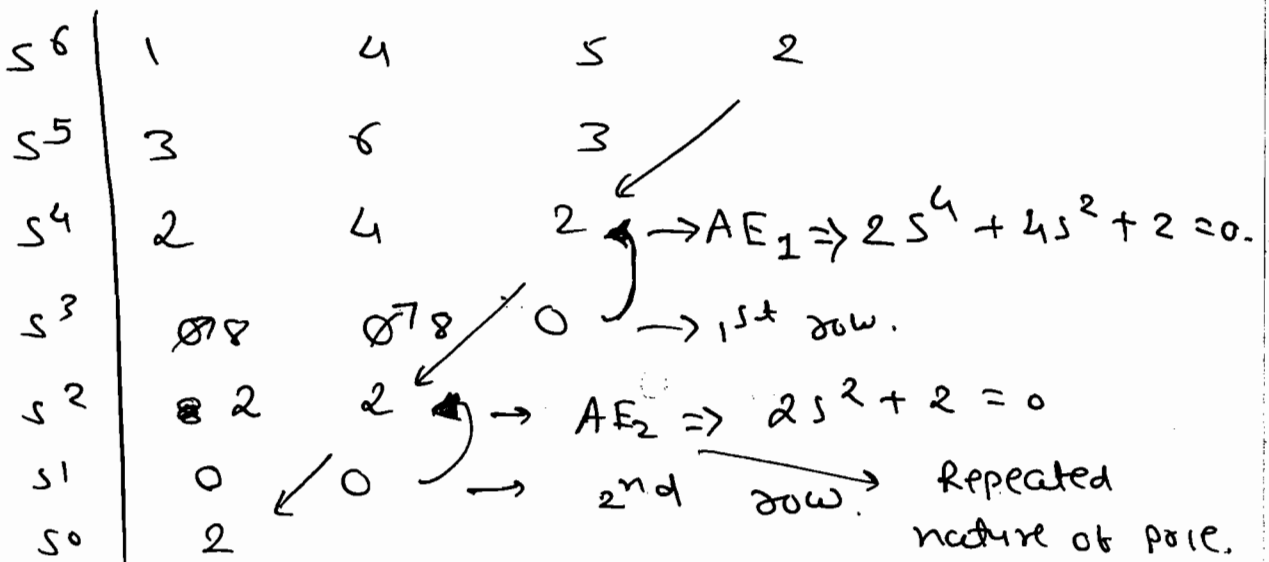 s⁶ | 1 4 5 2
s⁵ | 3 6 3
s⁴ | 2 4 2 → AE₁ ⇒ 2s⁴ + 4s² + 2 = 0.
s³ | 0→8 0→8 0 → 1st row.
s² | 2 2 → AE₂ ⇒ 2s² + 2 = 0
s¹ | 0 0 → 2nd row. → Repeated
s⁰ | 2 nature of pole.